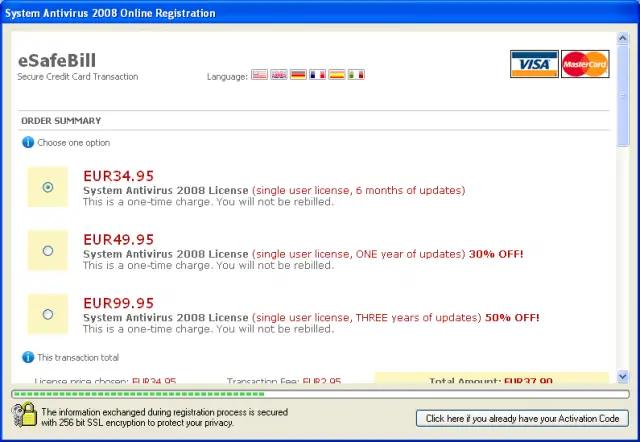 System Antivirus 2008 Online Registration
eSafeBill
Secure Credit Card Transaction
Language:
VISA
MasterCard
ORDER SUMMARY
Choose one option
EUR34.95
System Antivirus 2008 License (single user license, 6 months of updates)
This is a one-time charge. You will not be rebilled.
EUR49.95
System Antivirus 2008 License (single user license, ONE year of updates) 30% OFF!
This is a one-time charge. You will not be rebilled.
EUR99.95
System Antivirus 2008 License (single user license, THREE years of updates) 50% OFF!
This is a one-time charge. You will not be rebilled.
This transaction total
License price chosen: EUR34.95 Transaction Fee: EUR2.95 Total Amount: EUR37.90
The information exchanged during registration process is secured
with 256 bit SSL encryption to protect your privacy.
Click here if you already have your Activation Code